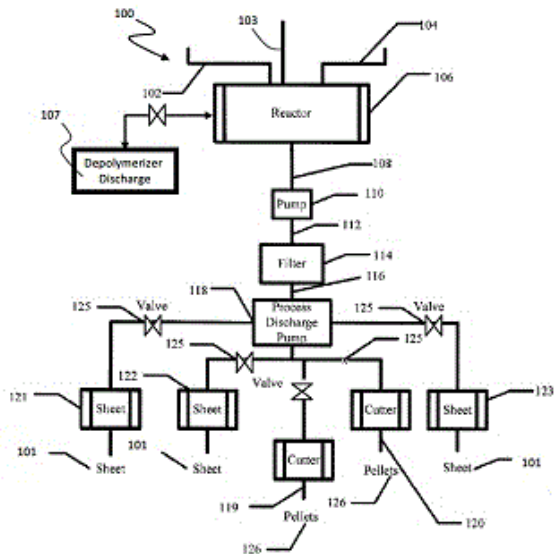 100
103
104
102
106
Reactor
107
Depolymerizer
Discharge
108
Pump
110
112
Filter
114
116
118
Process
Discharge
Pump
125
Valve
125
Valve
125
125
121
Sheet
122
Sheet
Valve
Cutter
Sheet
123
101
Sheet
101
Sheet
Cutter
Pellets
126
120
Sheet
101
119
Pellets
126